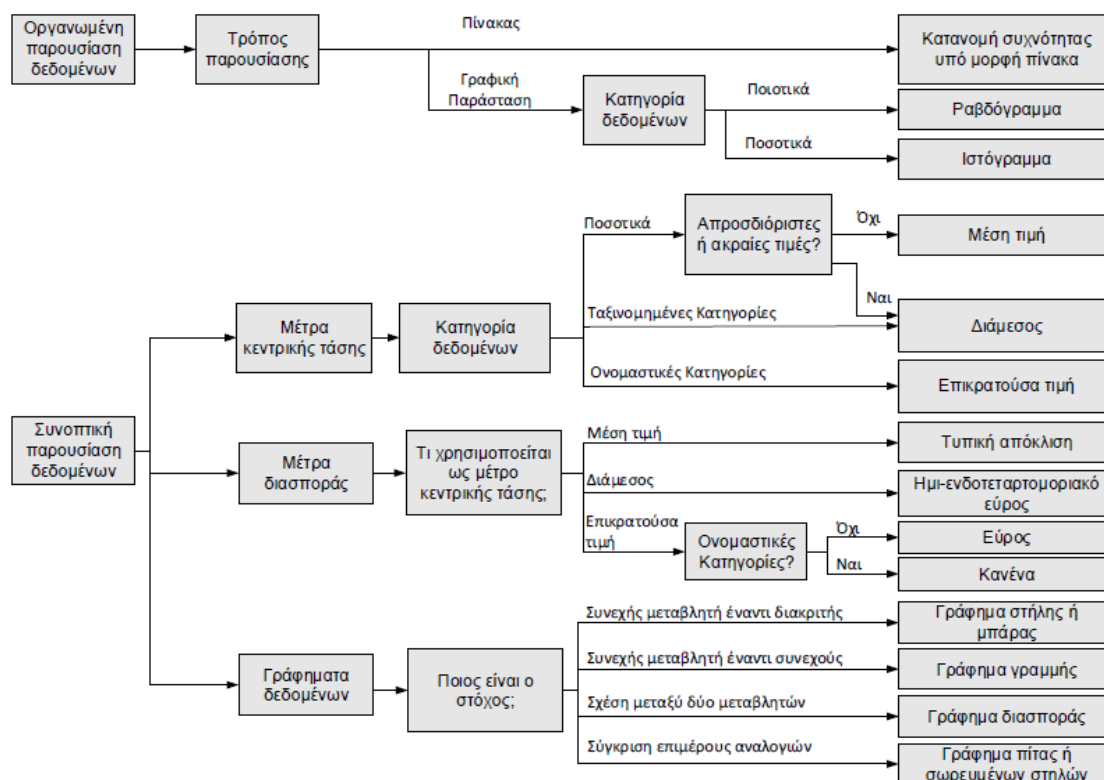 Οργανωμένη
παρουσίαση
δεδομένων
Τρόπος
παρουσίασης
Πίνακας
Κατανομή συχνότητας
υπό μορφή πίνακα
Γραφική
Παράσταση
Κατηγορία
δεδομένων
Ποιοτικά
Ραβδόγραμμα
Ποσοτικά
Ιστόγραμμα
Συνοπτική
παρουσίαση
δεδομένων
Μέτρα
κεντρικής τάσης
Κατηγορία
δεδομένων
Ποσοτικά
Απροσδιόριστες
ή ακραίες τιμές?
Όχι
Μέση τιμή
Ναι
Ταξινομημένες Κατηγορίες
Διάμεσος
Ονομαστικές Κατηγορίες
Επικρατούσα τιμή
Μέτρα
διασποράς
Τι χρησιμοποείται
ως μέτρο
κεντρικής τάσης;
Μέση τιμή
Τυπική απόκλιση
Διάμεσος
Ημι-ενδοτεταρτομοριακό
εύρος
Επικρατούσα
τιμή
Ονομαστικές
Κατηγορίες?
Όχι
Εύρος
Ναι
Κανένα
Γράφηματα
δεδομένων
Ποιος είναι ο
στόχος;
Συνεχής μεταβλητή έναντι διακριτής
Γράφημα στήλης ή
μπάρας
Συνεχής μεταβλητή έναντι συνεχούς
Γράφημα γραμμής
Σχέση μεταξύ δύο μεταβλητών
Γράφημα διασποράς
Σύγκριση επιμέρους αναλογιών
Γράφημα πίτας ή
σωρευμένων στηλών